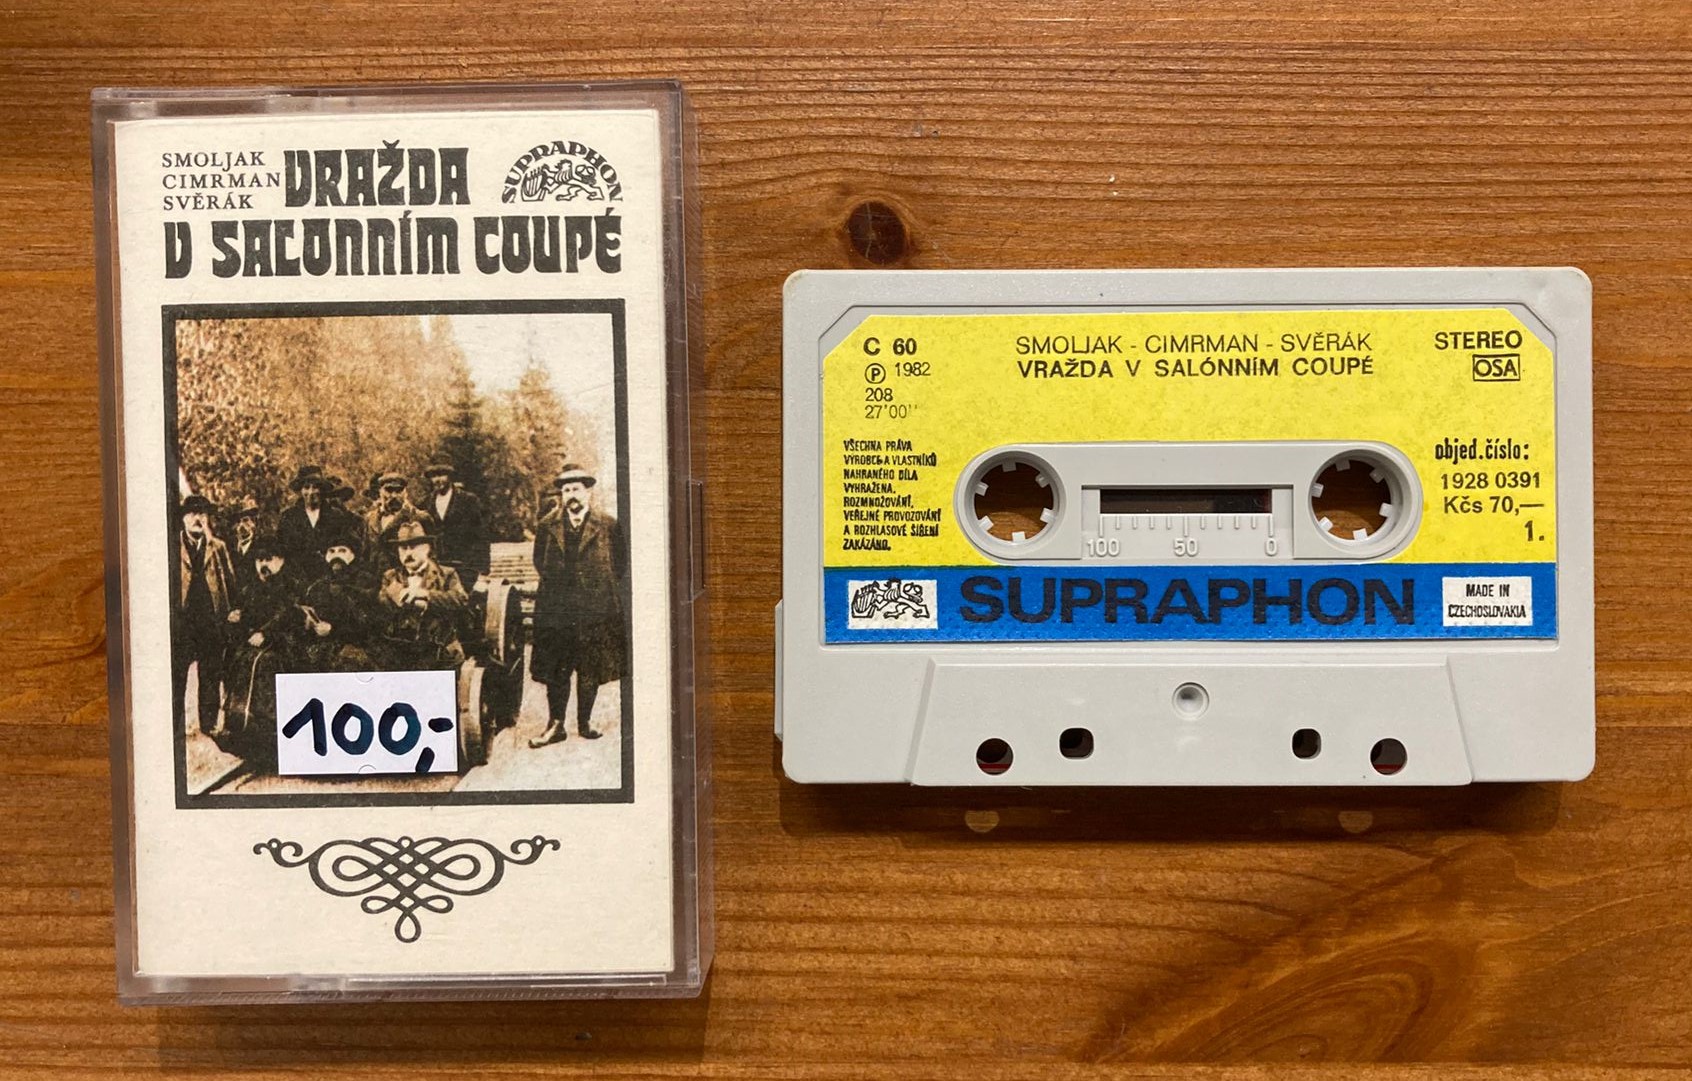 SMOLJAK
CIMRMAN
SVĚRÁK
VRAŽDA
V SALONNÍM COUPÉ
SUPRAPHON
100,-
C 60
Ⓟ 1982
208
27'00''
SMOLJAK - CIMRMAN - SVĚRÁK
VRAŽDA V SALÓNNÍM COUPÉ
STEREO
OSA
VŠECHNA PRÁVA
VÝROBCE A VLASTNÍKŮ
NAHRANÉHO DÍLA
VYHRAŽENA.
ROZMNOŽOVÁNÍ,
VEŘEJNÉ PROVOZOVÁNÍ
A ROZHLASOVÉ ŠÍŘENÍ
ZAKÁZÁNO.
objed.číslo:
1928 0391
Kčs 70,—
1.
100 50 0
SUPRAPHON
MADE IN
CZECHOSLOVAKIA